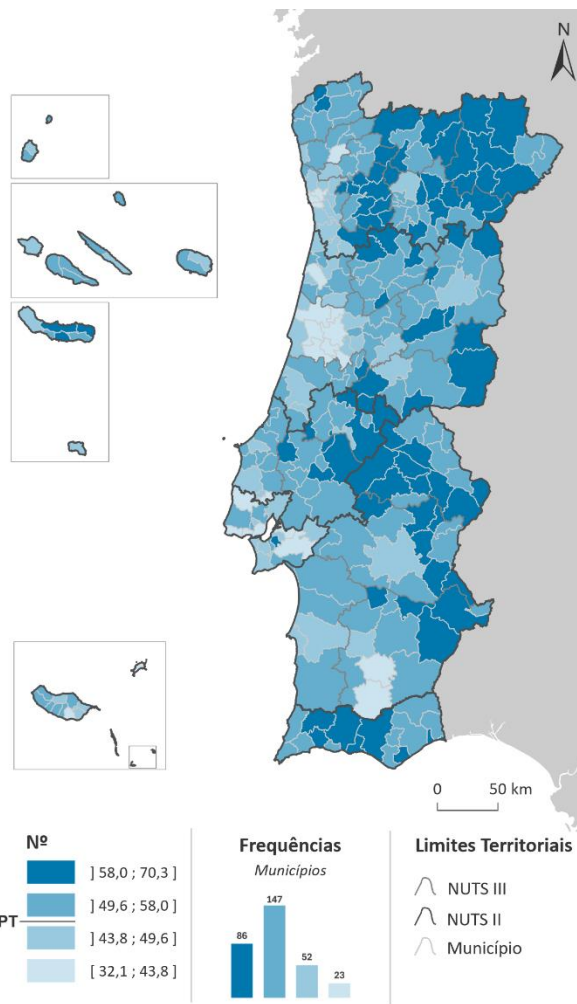 N
0 50 km
Nº
] 58,0 ; 70,3 ]
] 49,6 ; 58,0 ]
PT
] 43,8 ; 49,6 ]
[ 32,1 ; 43,8 ]
Frequências
Municípios
147
86
52
23
Limites Territoriais
NUTS III
NUTS II
Município